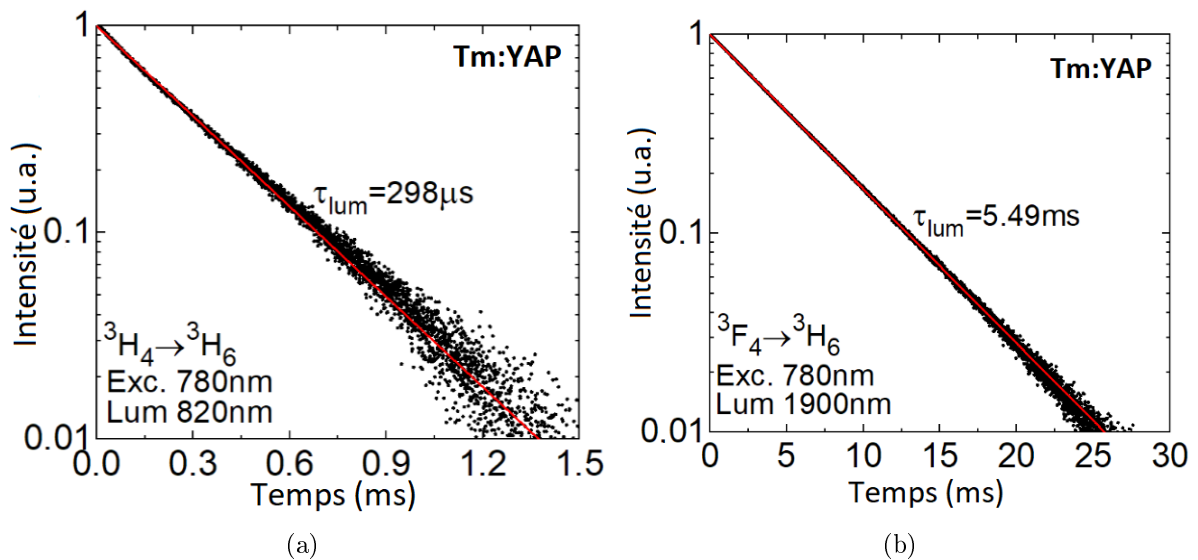 1
Tm:YAP
Intensité (u.a.)
τlum=298μs
0.1
³H₄→³H₆
Exc. 780nm
Lum 820nm
0.01
0.0 0.3 0.6 0.9 1.2 1.5
Temps (ms)
(a)
1
Tm:YAP
Intensité (u.a.)
τlum=5.49ms
0.1
³F₄→³H₆
Exc. 780nm
Lum 1900nm
0.01
0 5 10 15 20 25 30
Temps (ms)
(b)